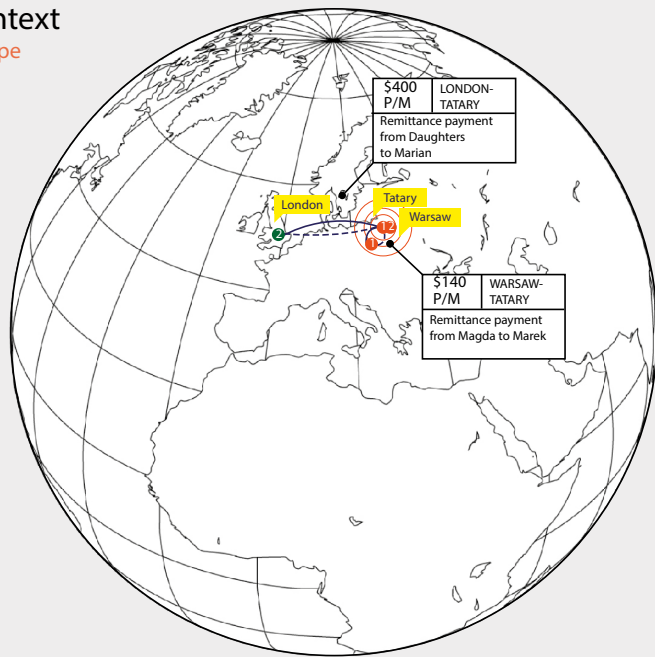 ntext
pe
$400
P/M
LONDON-
TATARY
Remittance payment
from Daughters
to Marian
London
Tatary
Warsaw
2
1 2
1
$140
P/M
WARSAW-
TATARY
Remittance payment
from Magda to Marek